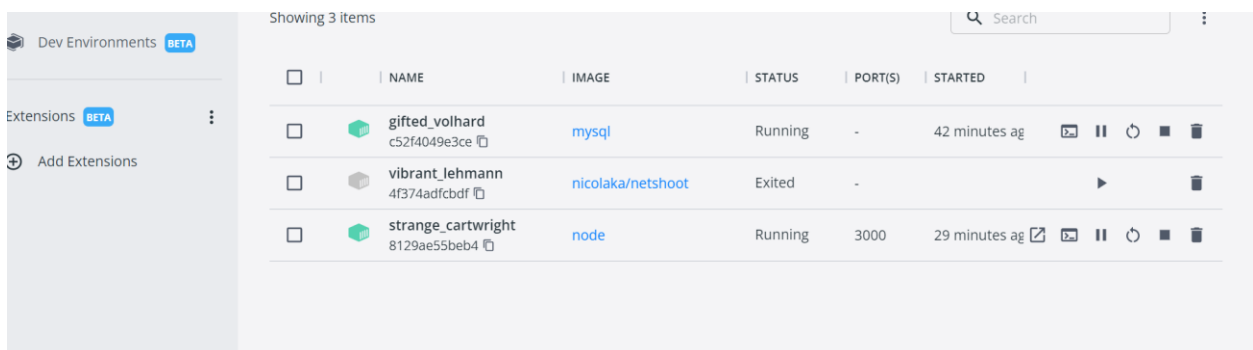 Showing 3 items
Search
Dev Environments BETA
NAME IMAGE STATUS PORT(S) STARTED
Extensions BETA
Add Extensions
gifted_volhard
c52f4049e3ce
mysql Running - 42 minutes ag
vibrant_lehmann
4f374adfcbdf
nicolaka/netshoot Exited -
strange_cartwright
8129ae55beb4
node Running 3000 29 minutes ag